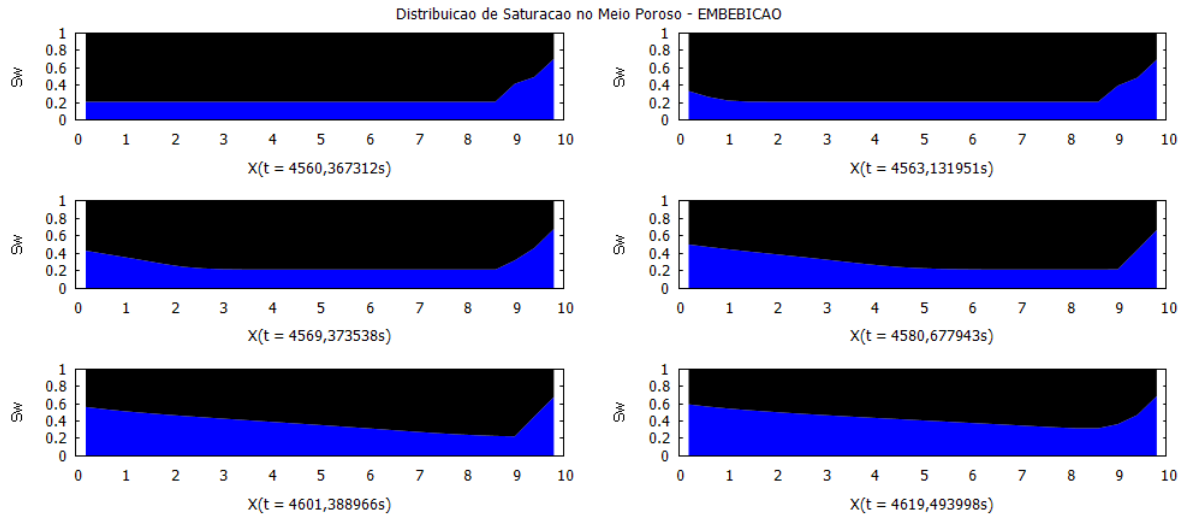 Distribuicao de Saturacao no Meio Poroso - EMBEBICAO
1
0.8
0.6
0.4
0.2
0
Sw
0 1 2 3 4 5 6 7 8 9 10
X(t = 4560,367312s)
1
0.8
0.6
0.4
0.2
0
Sw
0 1 2 3 4 5 6 7 8 9 10
X(t = 4563,131951s)
1
0.8
0.6
0.4
0.2
0
Sw
0 1 2 3 4 5 6 7 8 9 10
X(t = 4569,373538s)
1
0.8
0.6
0.4
0.2
0
Sw
0 1 2 3 4 5 6 7 8 9 10
X(t = 4580,677943s)
1
0.8
0.6
0.4
0.2
0
Sw
0 1 2 3 4 5 6 7 8 9 10
X(t = 4601,388966s)
1
0.8
0.6
0.4
0.2
0
Sw
0 1 2 3 4 5 6 7 8 9 10
X(t = 4619,493998s)